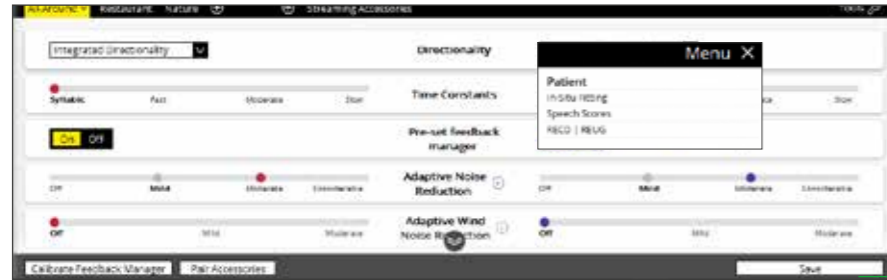 All-Around Restaurant Nature Streaming Accessories 100%
Integrated Directionality Directionality Menu X
Patient
In-Situ Fitting
Speech Scores
RECD | REUG
Syllabic Fast Moderate Slow Time Constants Slow
On Off Pre-set feedback
manager
Adaptive Noise
Reduction
Off Mild Moderate Considerable Off Mild Moderate Considerable
Adaptive Wind
Noise Reduction
Off Mild Moderate Off Mild Moderate
Calibrate Feedback Manager Pair Accessories Save